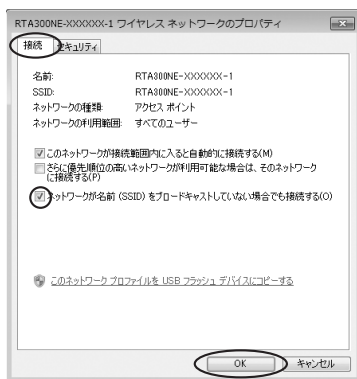 RTA300NE-XXXXXX-1 ワイヤレス ネットワークのプロパティ
接続 セキュリティ
名前: RTA300NE-XXXXXX-1
SSID: RTA300NE-XXXXXX-1
ネットワークの種類: アクセス ポイント
ネットワークの利用範囲: すべてのユーザー
このネットワークが接続範囲内に入ると自動的に接続する(M)
さらに優先順位の高いネットワークが利用可能な場合は、そのネットワーク
に接続する(P)
ネットワークが名前 (SSID) をブロードキャストしていない場合でも接続する(O)
このネットワーク プロファイルを USB フラッシュ デバイスにコピーする
OK キャンセル